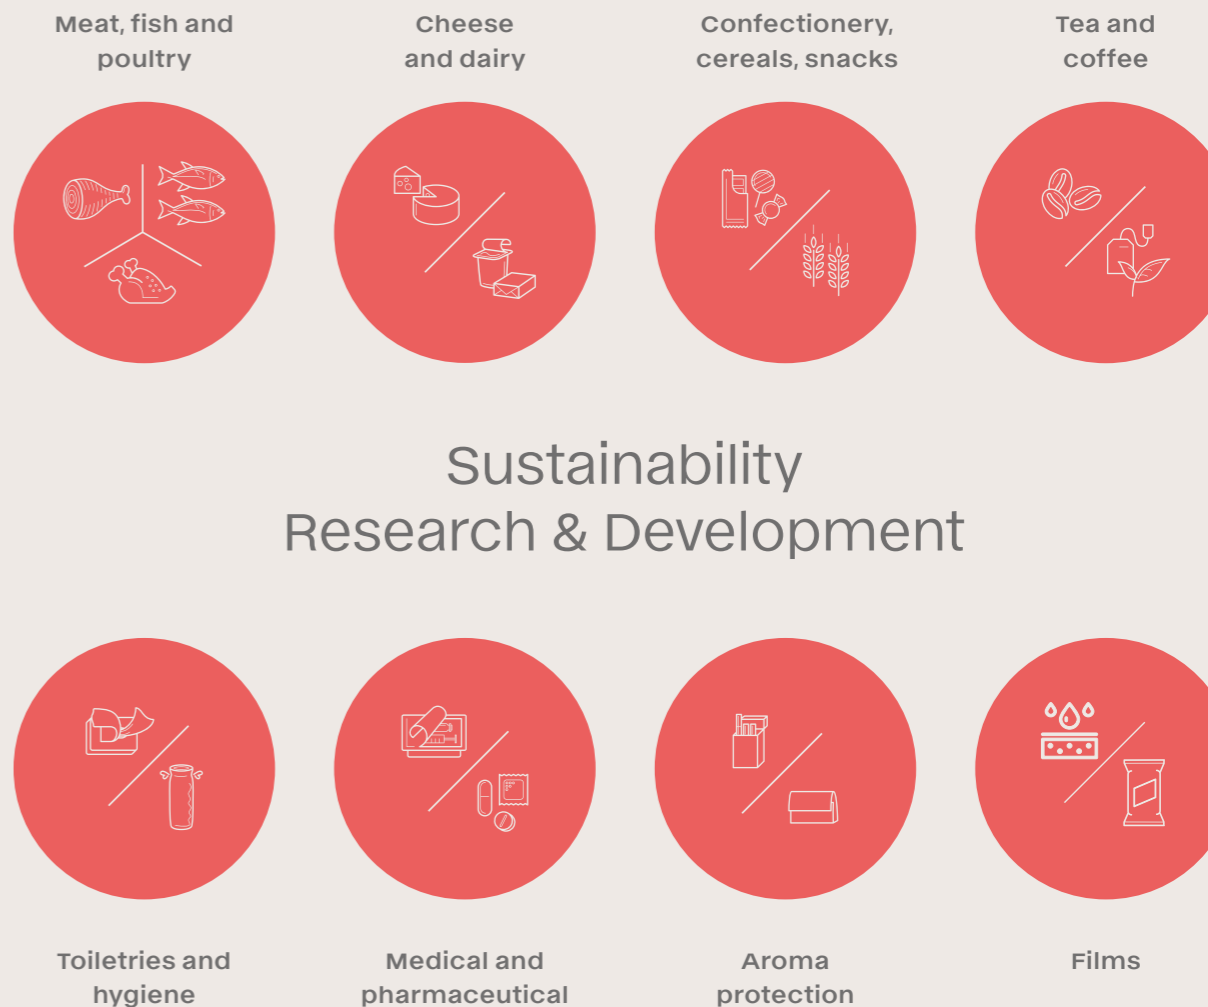 Meat, fish and
poultry
Cheese
and dairy
Confectionery,
cereals, snacks
Tea and
coffee
Sustainability
Research & Development
Toiletries and
hygiene
Medical and
pharmaceutical
Aroma
protection
Films